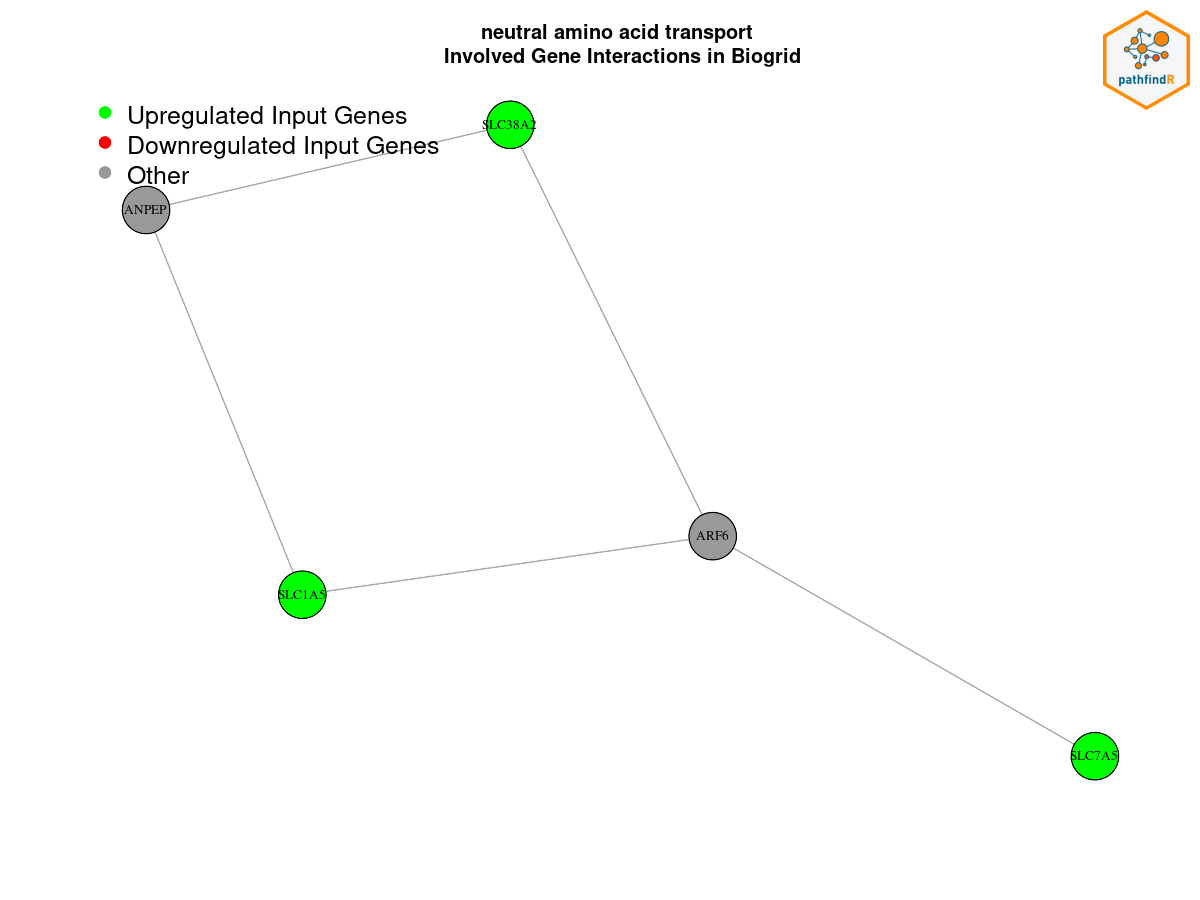 neutral amino acid transport
Involved Gene Interactions in Biogrid
pathfindR
Upregulated Input Genes
Downregulated Input Genes
Other
SLC38A2
ANPEP
ARF6
SLC1A5
SLC7A5